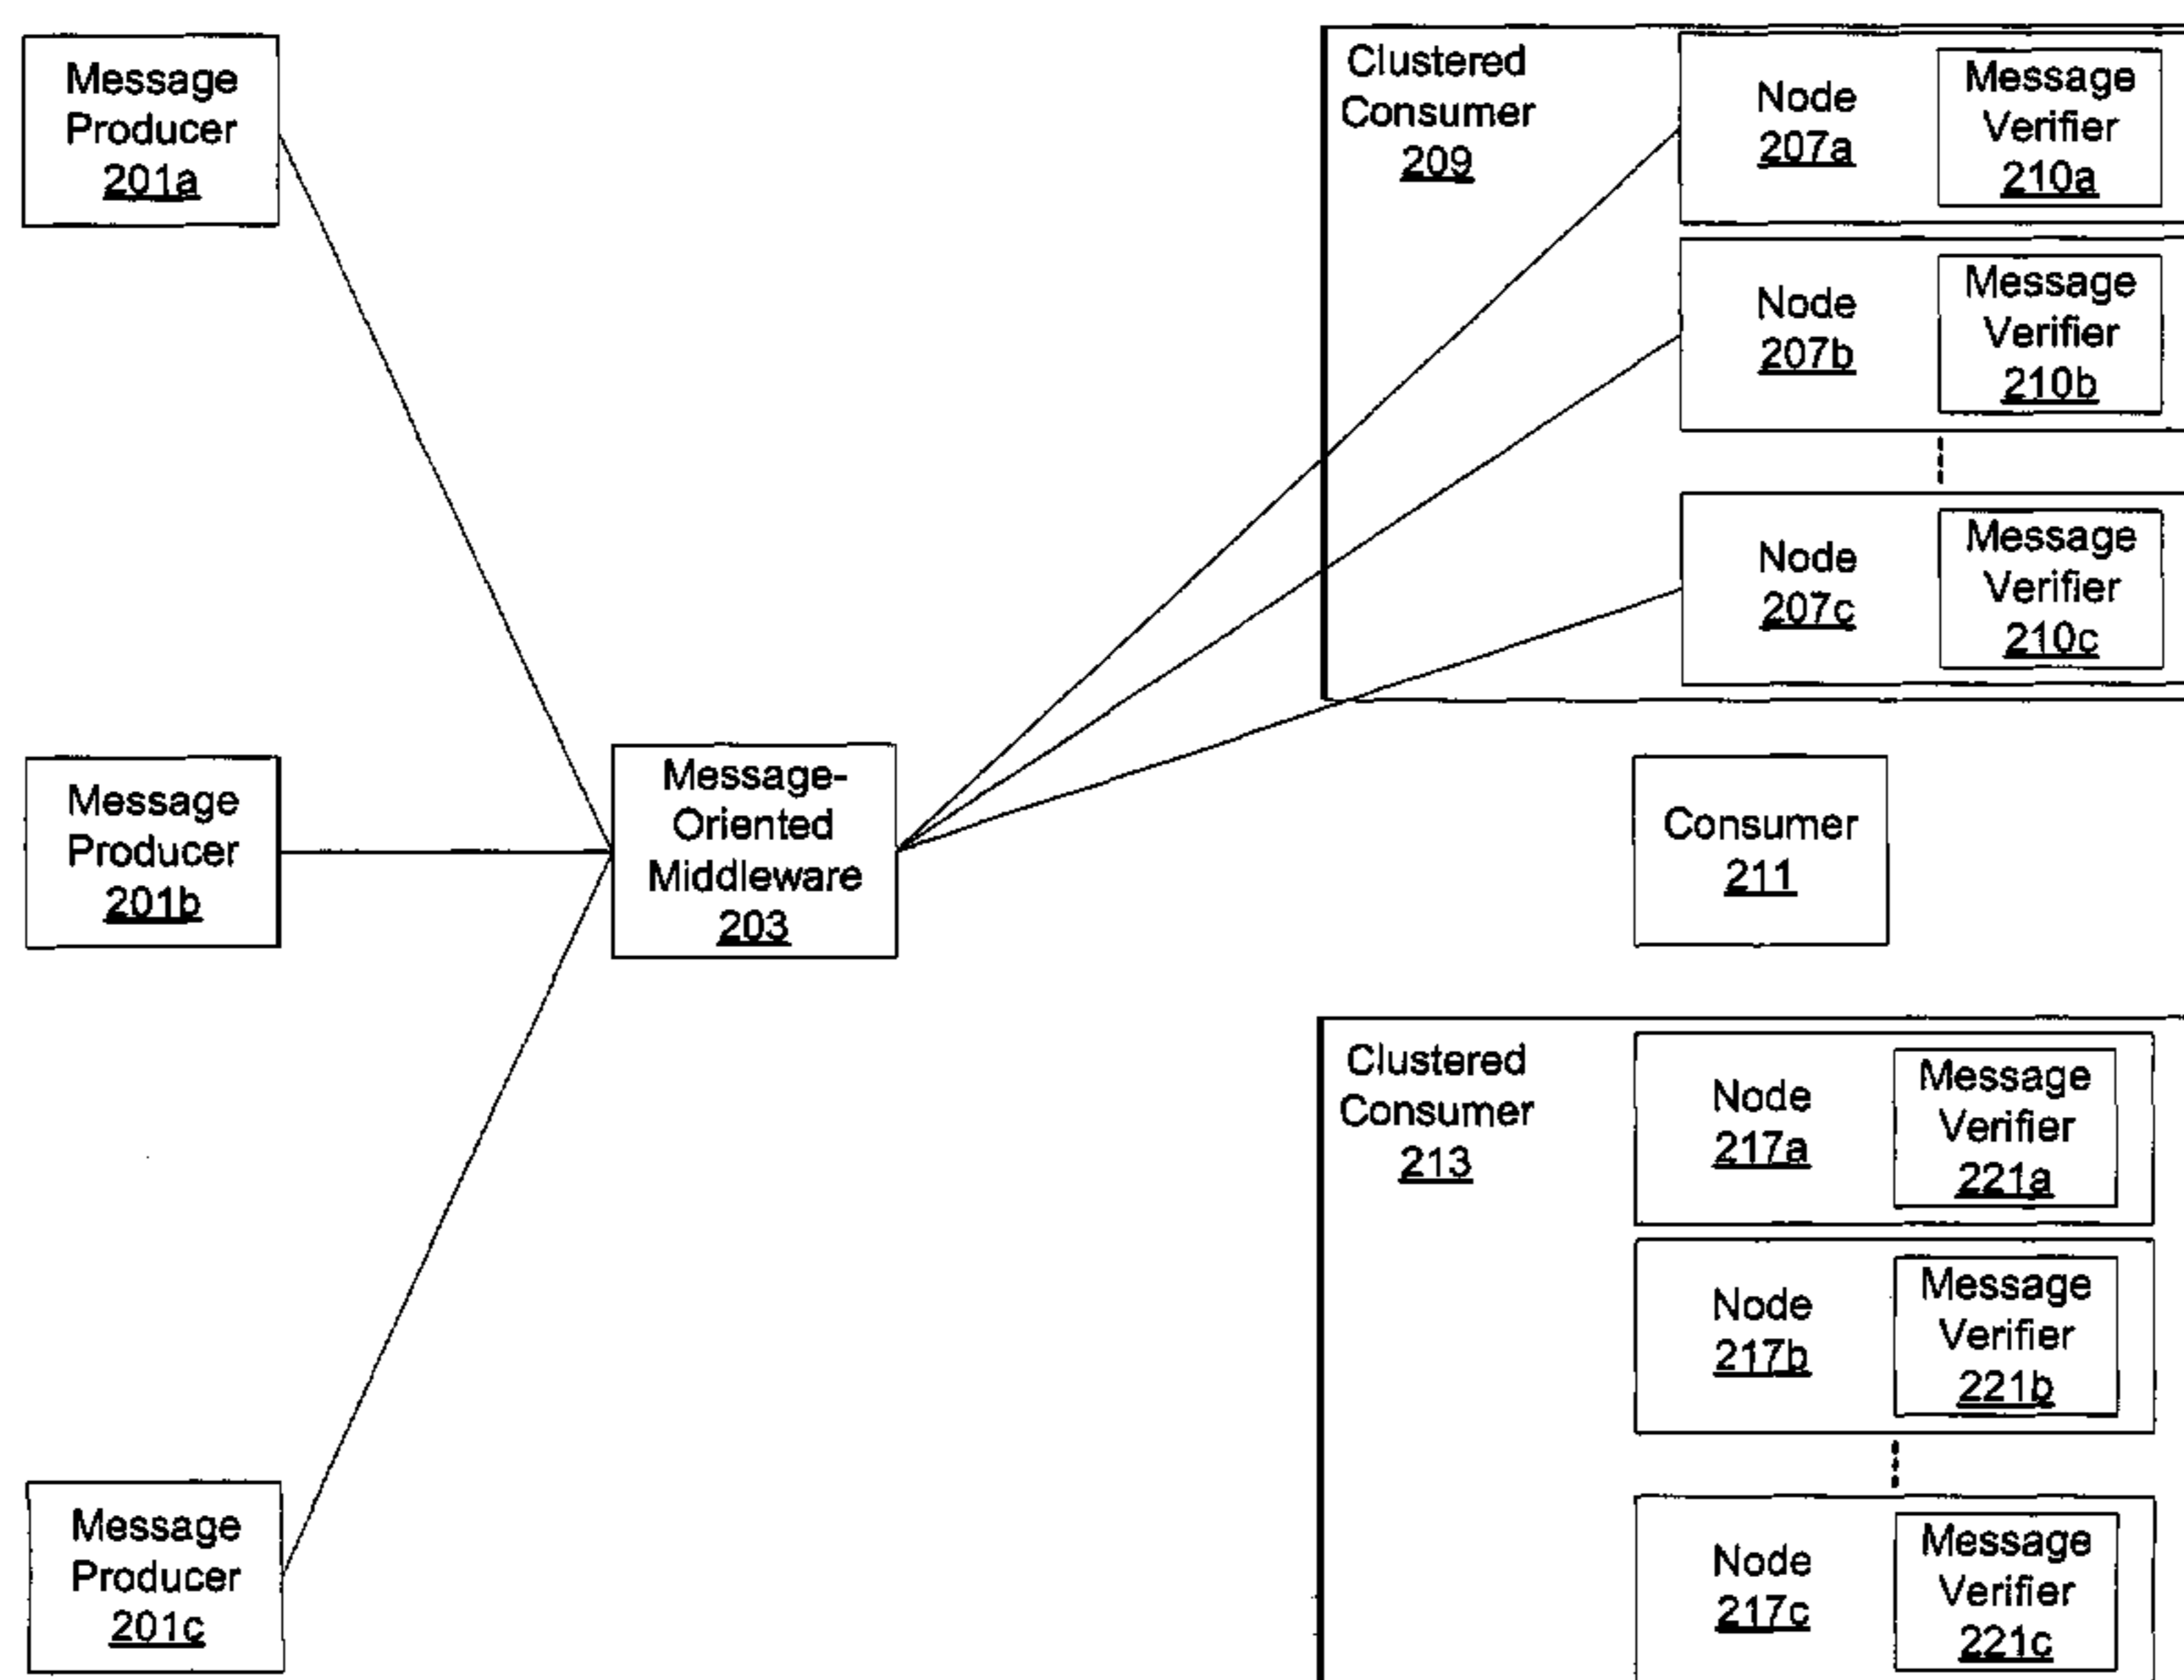 Message
Producer
201a
Message
Producer
201b
Message
Producer
201c
Message-
Oriented
Middleware
203
Clustered
Consumer
209
Node
207a
Message
Verifier
210a
Node
207b
Message
Verifier
210b
Node
207c
Message
Verifier
210c
Consumer
211
Clustered
Consumer
213
Node
217a
Message
Verifier
221a
Node
217b
Message
Verifier
221b
Node
217c
Message
Verifier
221c